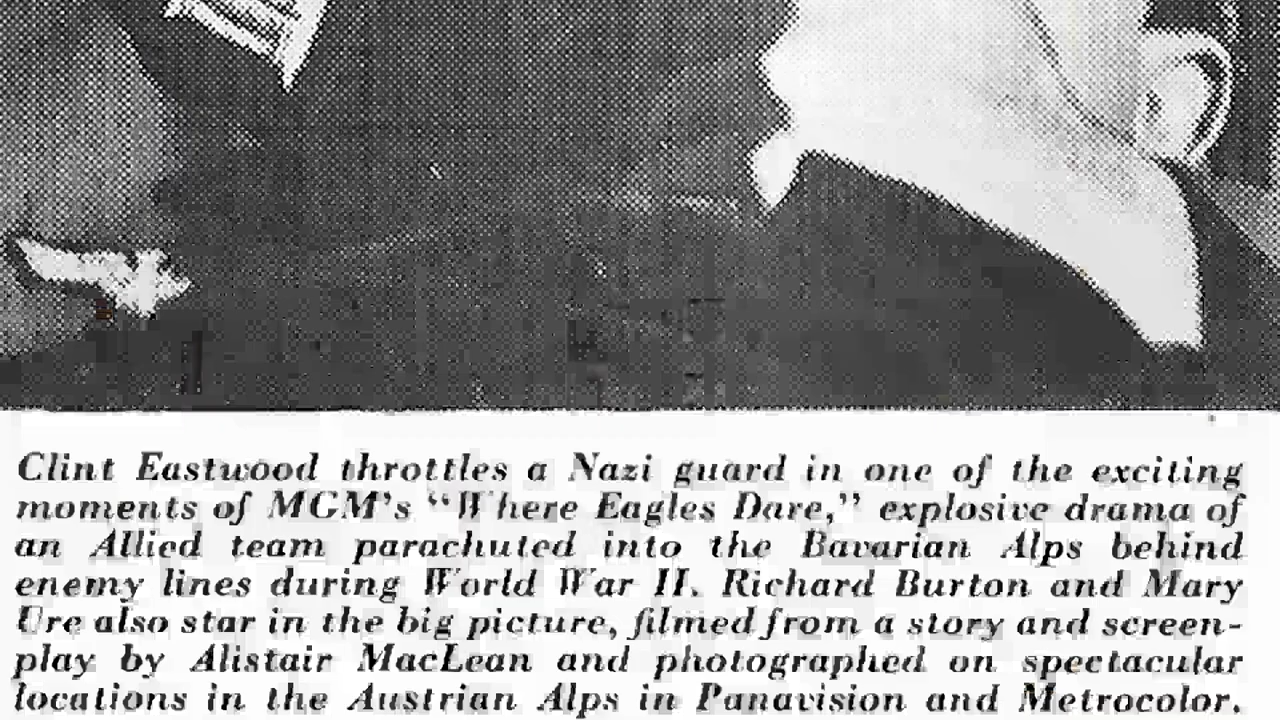 Clint Eastwood throttles a Nazi guard in one of the exciting
moments of MGM's "Where Eagles Dare," explosive drama of
an Allied team parachuted into the Bavarian Alps behind
enemy lines during World War II. Richard Burton and Mary
Ure also star in the big picture, filmed from a story and screen-
play by Alistair MacLean and photographed on spectacular
locations in the Austrian Alps in Panavision and Metrocolor.